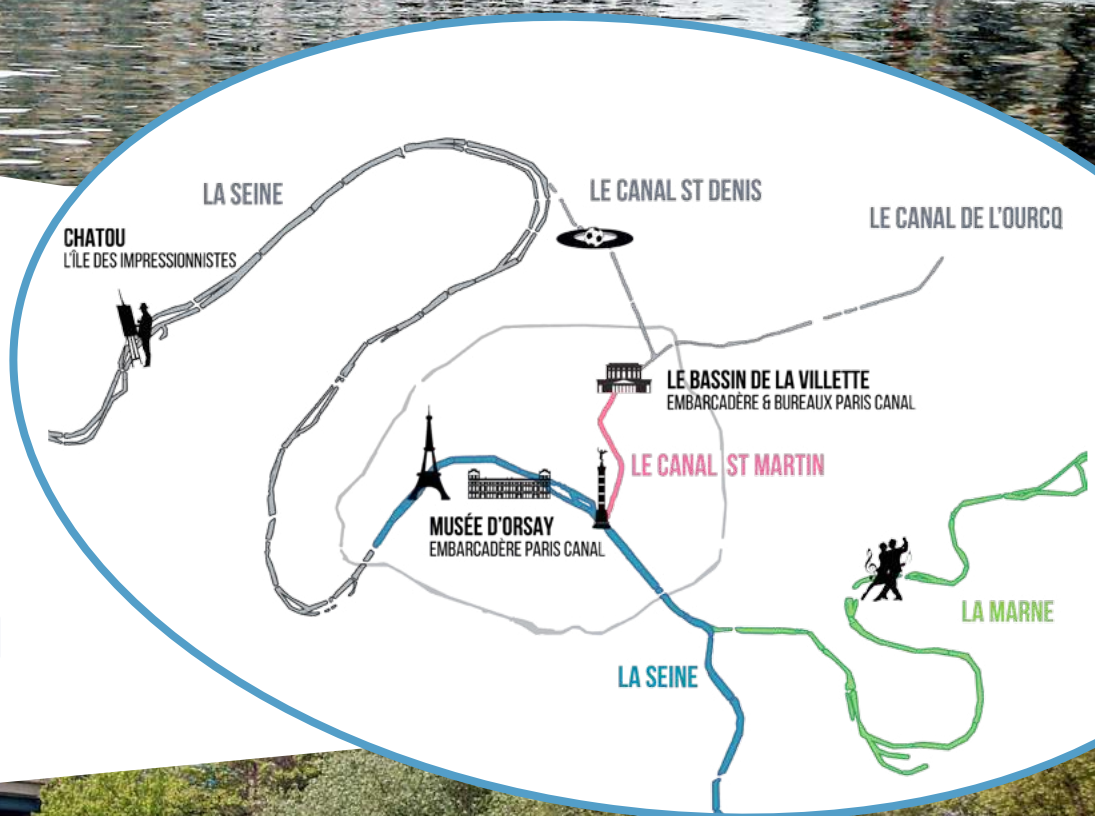 LA SEINE
LE CANAL ST DENIS
LE CANAL DE L'OURCQ
CHATOU
L'ÎLE DES IMPRESSIONNISTES
LE BASSIN DE LA VILLETTE
EMBARCADÈRE & BUREAUX PARIS CANAL
LE CANAL ST MARTIN
MUSÉE D'ORSAY
EMBARCADÈRE PARIS CANAL
LA MARNE
LA SEINE